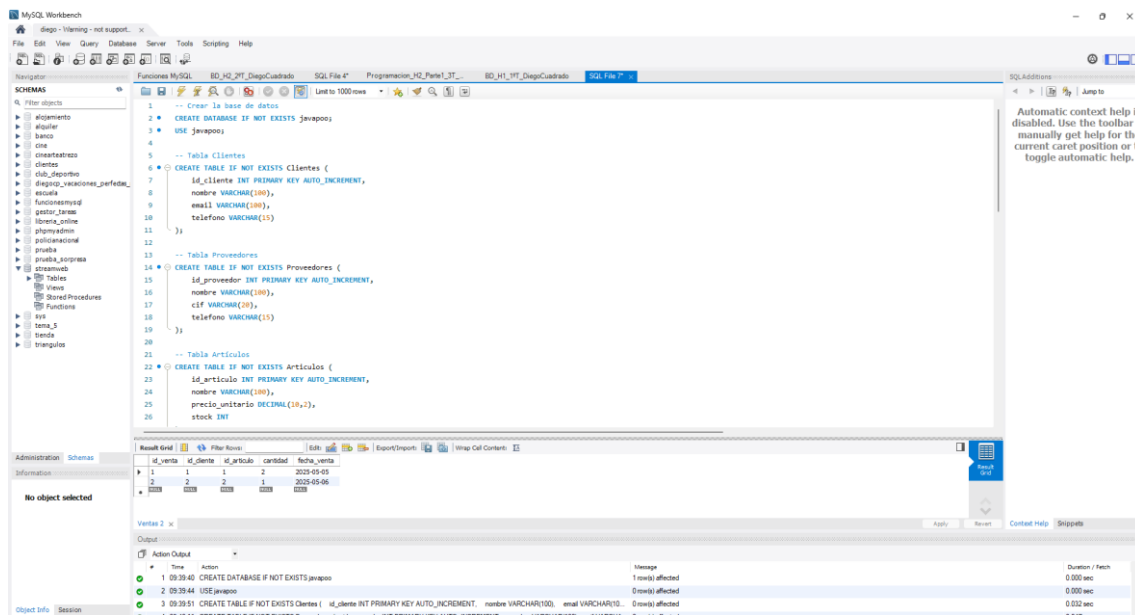 MySQL Workbench
diego - Warning - not support...
File Edit View Query Database Server Tools Scripting Help
Navigator
SCHEMAS
Filter objects
alojamiento
alquiler
banco
cine
cinearteatrezo
clientes
club_deportivo
diegocp_vacaciones_perfectas_
escuela
funcionesmysql
gestor_tareas
libreria_online
phpmyadmin
policianacional
prueba
prueba_sorpresa
streamweb
Tables
Views
Stored Procedures
Functions
sys
tema_5
tienda
triangulos
Administration Schemas
Information
No object selected
Object Info Session
Funciones MySQL BD_H2_2ºT_DiegoCuadrado SQL File 4* Programacion_H2_Parte1_3T_... BD_H1_1ºT_DiegoCuadrado SQL File 7*
Limit to 1000 rows
1 -- Crear la base de datos
2 CREATE DATABASE IF NOT EXISTS javapoo;
3 USE javapoo;
4
5 -- Tabla Clientes
6 CREATE TABLE IF NOT EXISTS Clientes (
7 id_cliente INT PRIMARY KEY AUTO_INCREMENT,
8 nombre VARCHAR(100),
9 email VARCHAR(100),
10 telefono VARCHAR(15)
11 );
12
13 -- Tabla Proveedores
14 CREATE TABLE IF NOT EXISTS Proveedores (
15 id_proveedor INT PRIMARY KEY AUTO_INCREMENT,
16 nombre VARCHAR(100),
17 cif VARCHAR(20),
18 telefono VARCHAR(15)
19 );
20
21 -- Tabla Artículos
22 CREATE TABLE IF NOT EXISTS Articulos (
23 id_articulo INT PRIMARY KEY AUTO_INCREMENT,
24 nombre VARCHAR(100),
25 precio_unitario DECIMAL(10,2),
26 stock INT
Result Grid Filter Rows: Edit: Export/Import: Wrap Cell Content:
id_venta id_cliente id_articulo cantidad fecha_venta
1 1 1 2 2025-05-05
2 2 2 1 2025-05-06
NULL NULL NULL NULL NULL
Result Grid
Ventas 2
Apply Revert
Output
Action Output
# Time Action Message Duration / Fetch
1 09:39:40 CREATE DATABASE IF NOT EXISTS javapoo 1 row(s) affected 0.000 sec
2 09:39:44 USE javapoo 0 row(s) affected 0.000 sec
3 09:39:51 CREATE TABLE IF NOT EXISTS Clientes ( id_cliente INT PRIMARY KEY AUTO_INCREMENT, nombre VARCHAR(100), email VARCHAR(10... 0 row(s) affected 0.032 sec
SQLAdditions
Jump to
Automatic context help i
disabled. Use the toolbar
manually get help for th
current caret position or
toggle automatic help.
Context Help Snippets